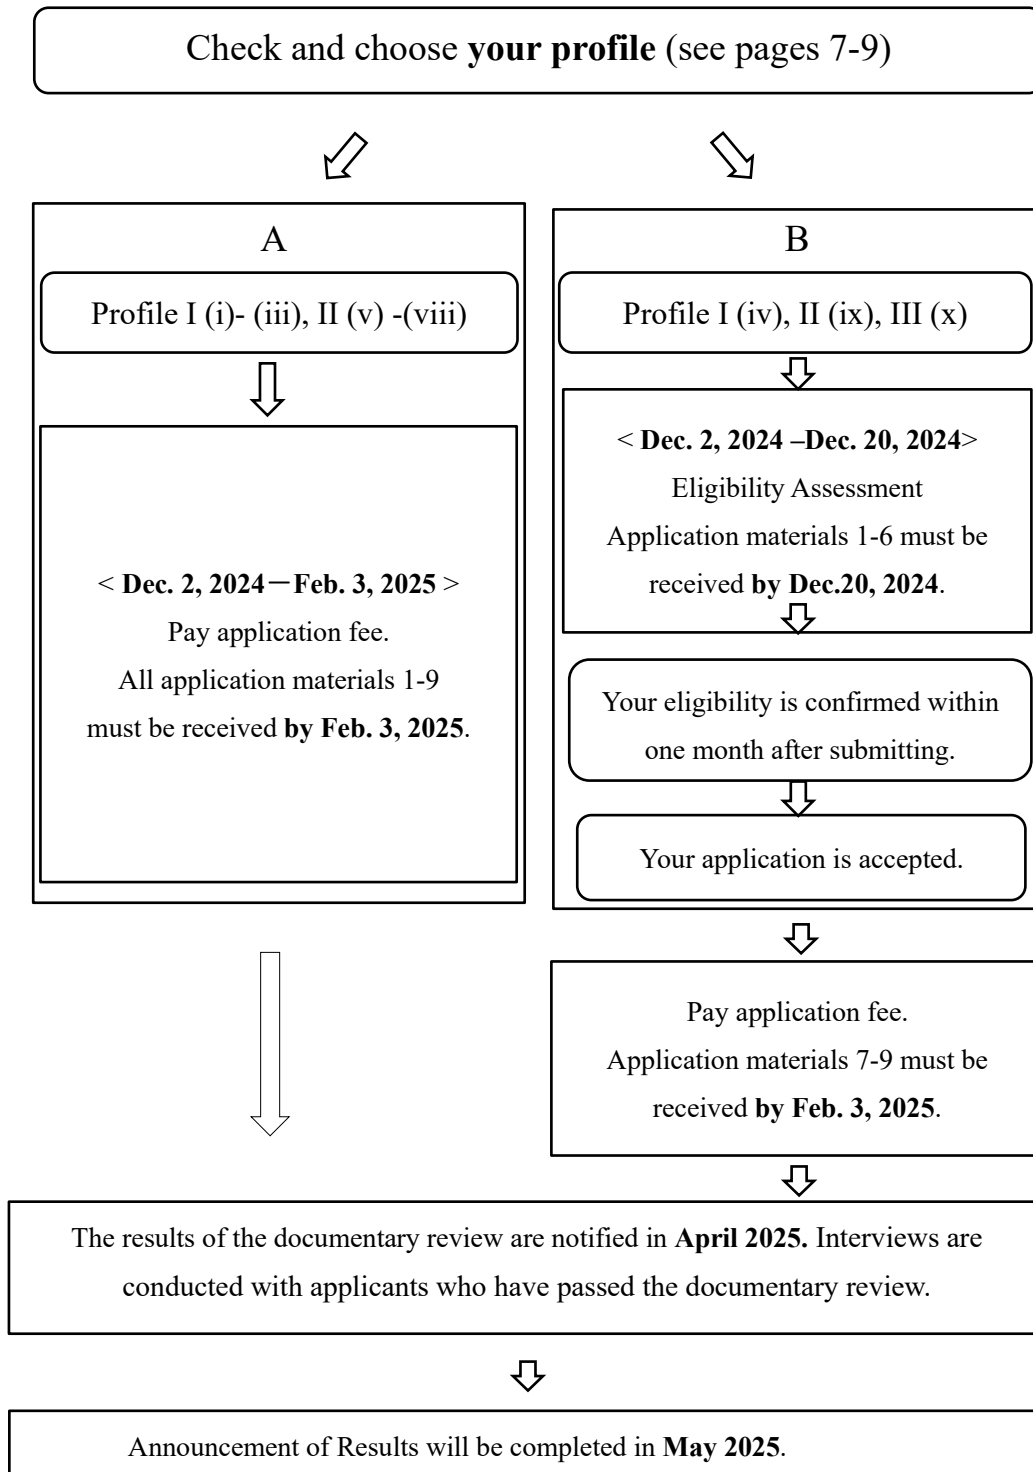 Check and choose your profile (see pages 7-9)
A
Profile I (i)- (iii), II (v) -(viii)
< Dec. 2, 2024－Feb. 3, 2025 >
Pay application fee.
All application materials 1-9
must be received by Feb. 3, 2025.
B
Profile I (iv), II (ix), III (x)
< Dec. 2, 2024 –Dec. 20, 2024>
Eligibility Assessment
Application materials 1-6 must be
received by Dec.20, 2024.
Your eligibility is confirmed within
one month after submitting.
Your application is accepted.
Pay application fee.
Application materials 7-9 must be
received by Feb. 3, 2025.
The results of the documentary review are notified in April 2025. Interviews are
conducted with applicants who have passed the documentary review.
Announcement of Results will be completed in May 2025.